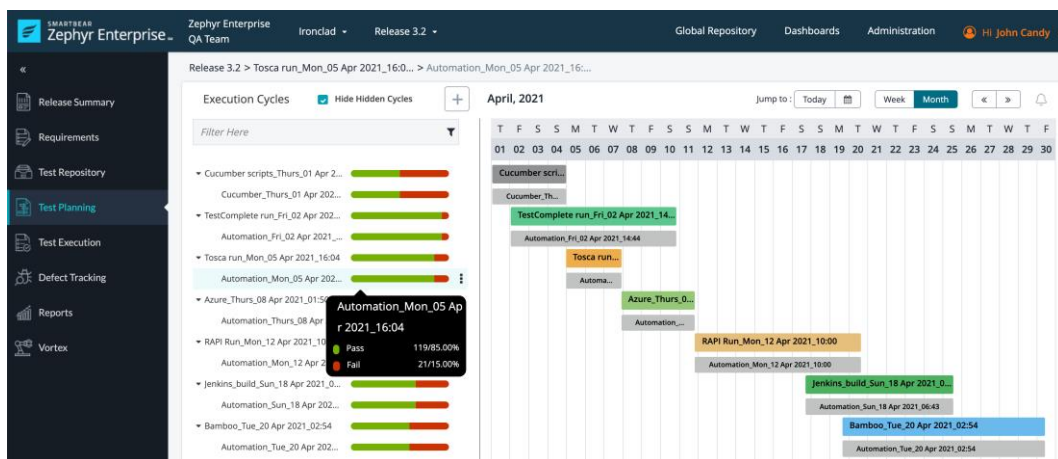 SMARTBEAR
Zephyr Enterprise
Zephyr Enterprise
QA Team
Ironclad
Release 3.2
Global Repository
Dashboards
Administration
Hi John Candy
«
Release Summary
Requirements
Test Repository
Test Planning
Test Execution
Defect Tracking
Reports
Vortex
Release 3.2 > Tosca run_Mon_05 Apr 2021_16:0... > Automation_Mon_05 Apr 2021_16:...
Execution Cycles
Hide Hidden Cycles
+
Filter Here
Cucumber scripts_Thurs_01 Apr 2...
Cucumber_Thurs_01 Apr 202...
TestComplete run_Fri_02 Apr 202...
Automation_Fri_02 Apr 2021_...
Tosca run_Mon_05 Apr 2021_16:04
Automation_Mon_05 Apr 202...
Azure_Thurs_08 Apr 2021_01:50
Automation_Thurs_08 Apr
RAPI Run_Mon_12 Apr 2021_10
Automation_Mon_12 Apr 2
Jenkins_build_Sun_18 Apr 2021_0...
Automation_Sun_18 Apr 202...
Bamboo_Tue_20 Apr 2021_02:54
Automation_Tue_20 Apr 202...
Automation_Mon_05 Ap
r 2021_16:04
Pass 119/85.00%
Fail 21/15.00%
April, 2021
Jump to : Today
Week Month
« »
T F S S M T W T F S S M T W T F S S M T W T F S S M T W T F
01 02 03 04 05 06 07 08 09 10 11 12 13 14 15 16 17 18 19 20 21 22 23 24 25 26 27 28 29 30
Cucumber scri...
Cucumber_Th...
TestComplete run_Fri_02 Apr 2021_14...
Automation_Fri_02 Apr 2021_14:44
Tosca run...
Automa...
Azure_Thurs_0...
Automation_...
RAPI Run_Mon_12 Apr 2021_10:00
Automation_Mon_12 Apr 2021_10:00
Jenkins_build_Sun_18 Apr 2021_0...
Automation_Sun_18 Apr 2021_06:43
Bamboo_Tue_20 Apr 2021_02:54
Automation_Tue_20 Apr 2021_02:54